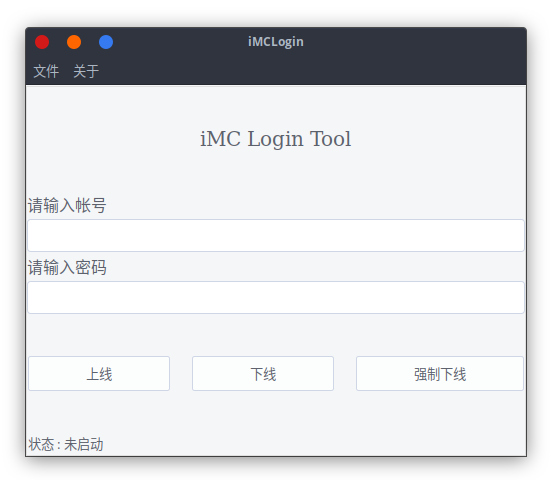 iMCLogin
文件 关于
iMC Login Tool
请输入帐号
请输入密码
上线 下线 强制下线
状态 : 未启动